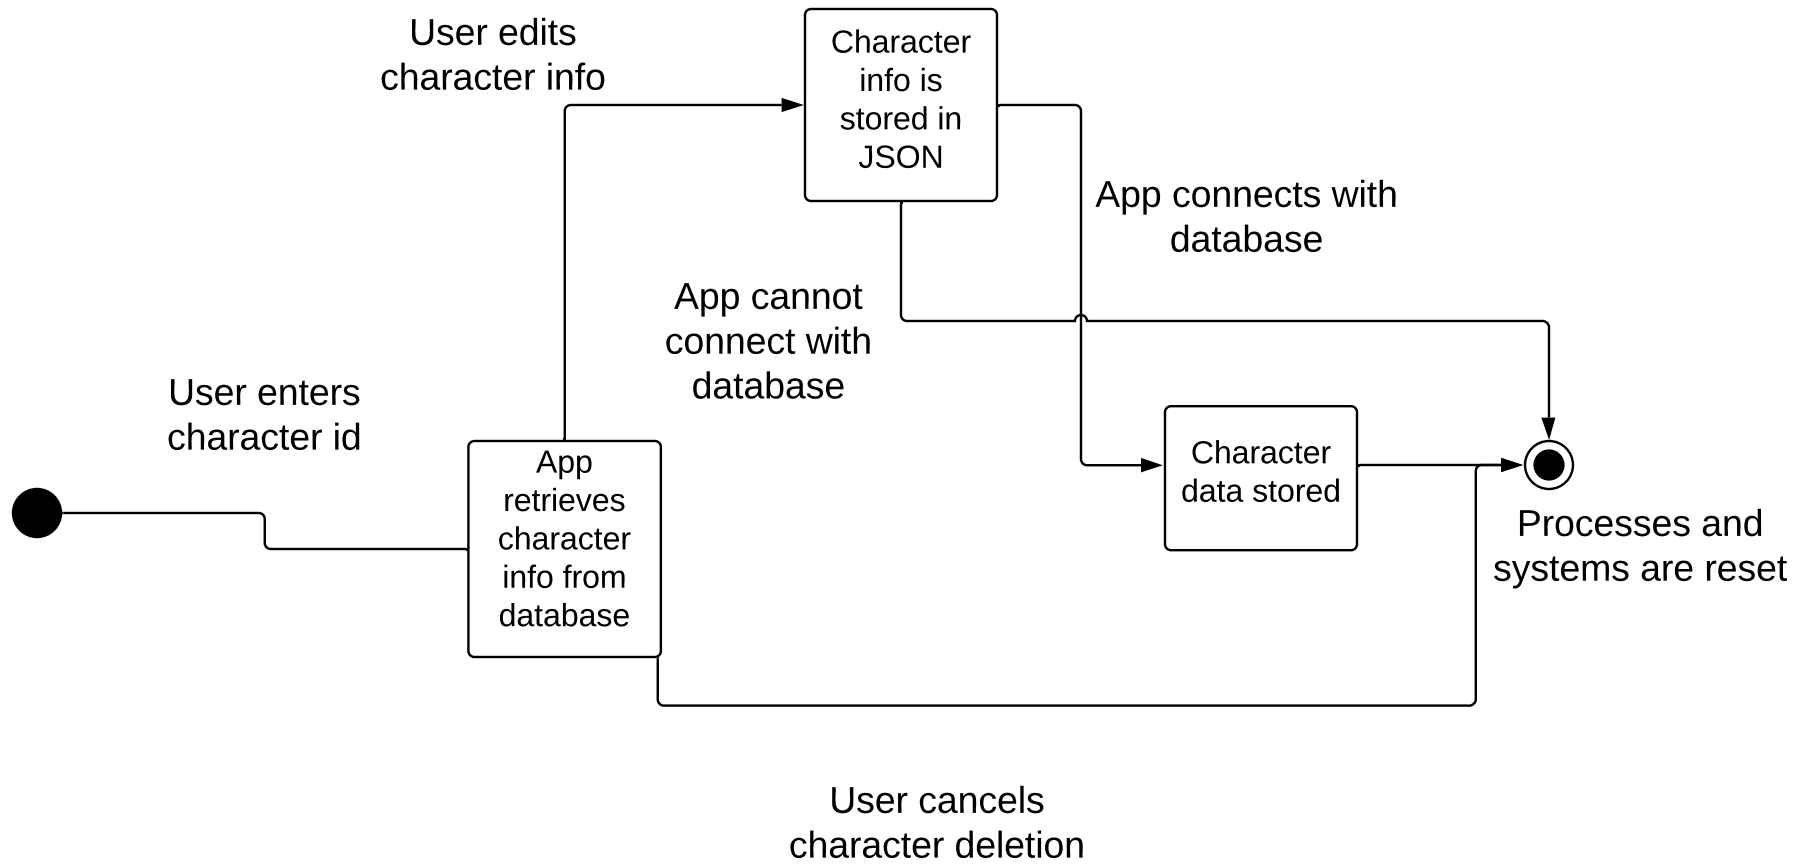 User edits
character info
Character
info is
stored in
JSON
App connects with
database
App cannot
connect with
database
User enters
character id
App
retrieves
character
info from
database
Character
data stored
Processes and
systems are reset
User cancels
character deletion